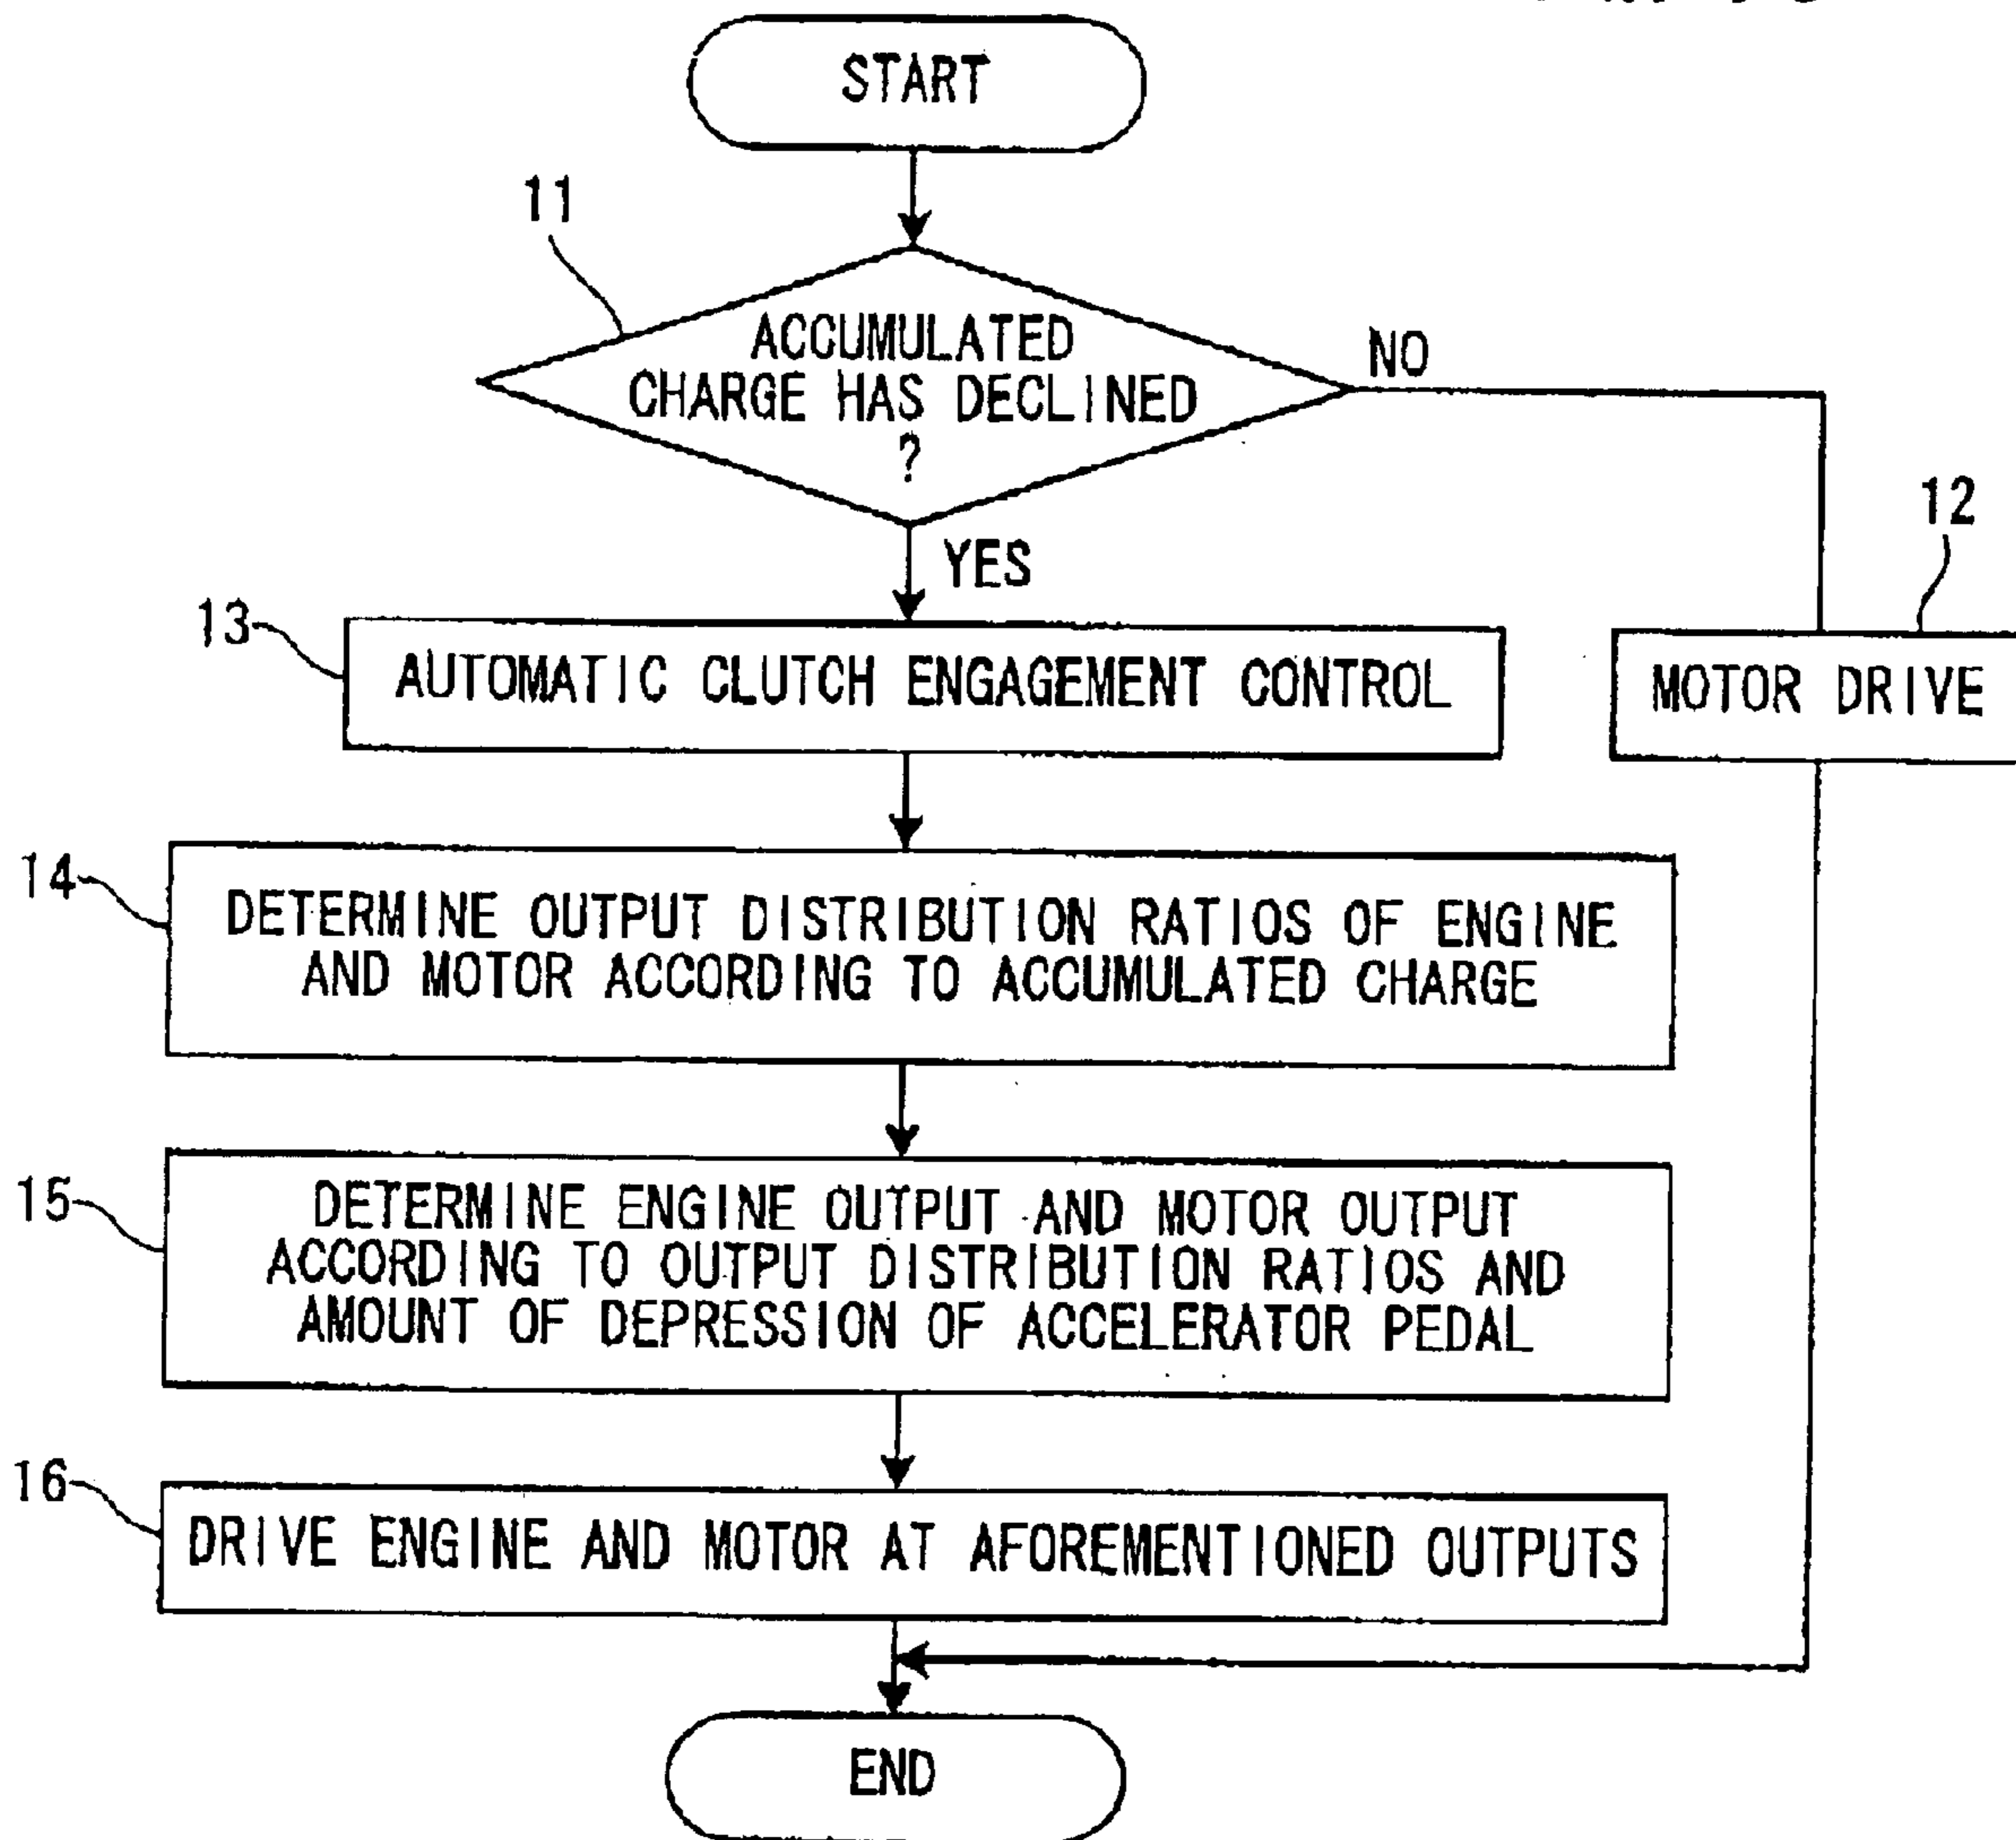 START
11
ACCUMULATED
CHARGE HAS DECLINED
?
NO
YES
12
13
AUTOMATIC CLUTCH ENGAGEMENT CONTROL
MOTOR DRIVE
14
DETERMINE OUTPUT DISTRIBUTION RATIOS OF ENGINE
AND MOTOR ACCORDING TO ACCUMULATED CHARGE
15
DETERMINE ENGINE OUTPUT AND MOTOR OUTPUT
ACCORDING TO OUTPUT DISTRIBUTION RATIOS AND
AMOUNT OF DEPRESSION OF ACCELERATOR PEDAL
16
DRIVE ENGINE AND MOTOR AT AFOREMENTIONED OUTPUTS
END